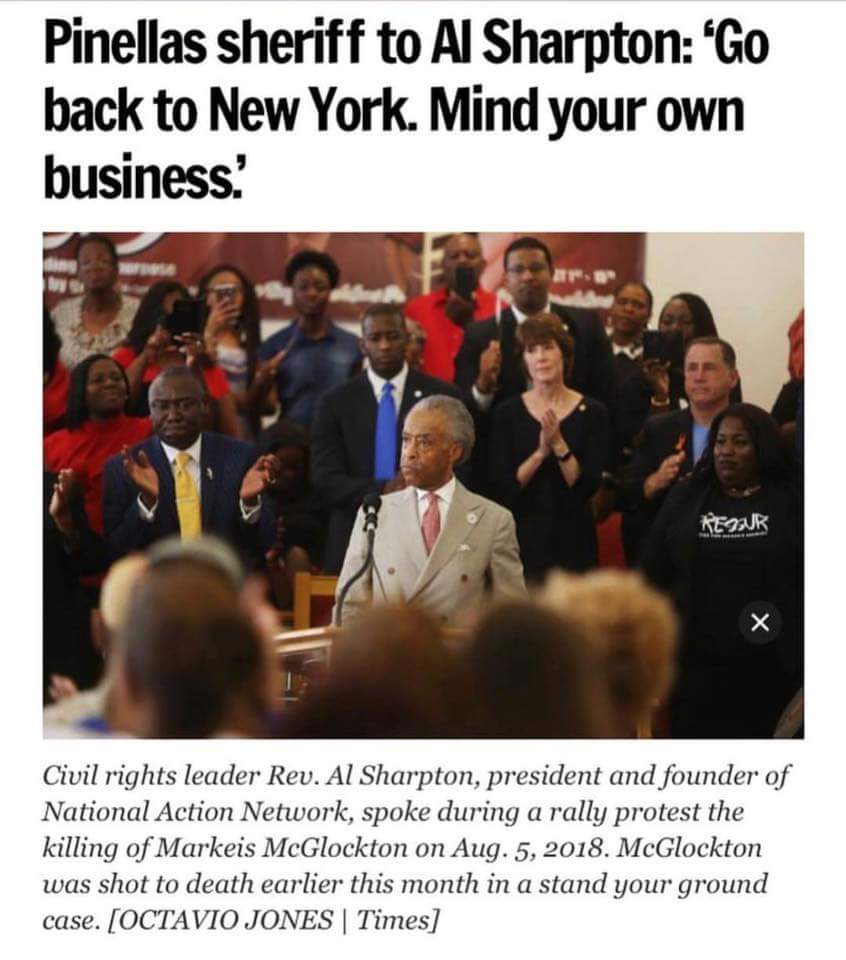 Pinellas sheriff to Al Sharpton: ‘Go
back to New York. Mind your own
business.’
Civil rights leader Rev. Al Sharpton, president and founder of
National Action Network, spoke during a rally protest the
killing of Markeis McGlockton on Aug. 5, 2018. McGlockton
was shot to death earlier this month in a stand your ground
case. [OCTAVIO JONES | Times]